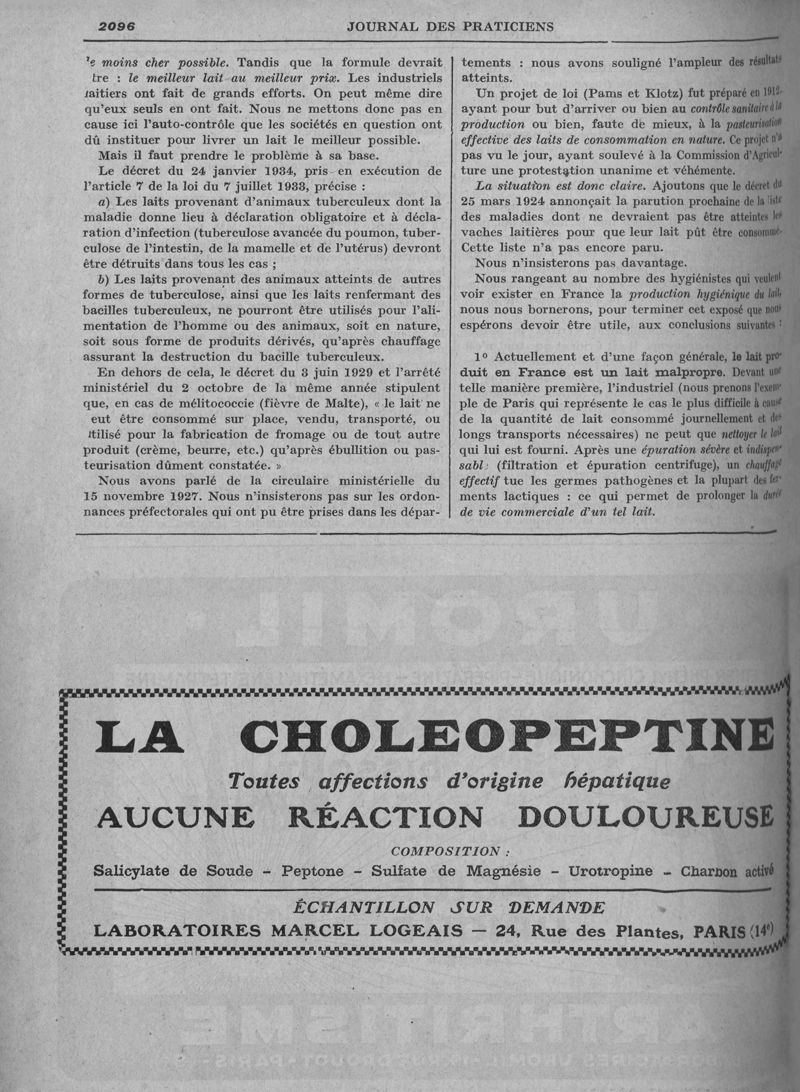 2096
JOURNAL DES PRATICIENS
moins cher possible. Tandis que la formule devrait
: le meilleur lait au meilleur prix. Les industriels
laitiers ont fait de grands efforts. On peut même dire
qu'eux seuls en ont fait. Nous ne mettons donc pas en
cause ici l'auto-contrôle que les sociétés en question ont
dû instituer pour livrer un lait le meilleur possible.
Mais il faut prendre le problème à sa base.
Le décret du 24 janvier 1934, pris en exécution de
l'article 7 de la loi du 7 juillet 1933, précise :
a) Les laits provenant d'animaux tuberculeux dont la
maladie donne lieu à déclaration obligatoire et à décla-
ration d'infection (tuberculose avancée du poumon, tuber-
culose de l'intestin, de la mamelle et de l'utérus) devront
être détruits dans tous les cas ;
b) Les laits provenant des animaux atteints de autres
formes de tuberculose, ainsi que les laits renfermant des
bacilles tuberculeux, ne pourront être utilisés pour l'ali-
mentation de l'homme ou des animaux, soit en nature,
soit sous forme de produits dérivés, qu'après chauffage
assurant la destruction du bacille tuberculeux.
En dehors de cela, le décret du 3 juin 1929 et l'arrêté
ministériel du 2 octobre de la même année stipulent
que, en cas de mélitococcie (fièvre de Malte), « le lait ne
eut être consommé sur place, vendu, transporté, ou
utilisé pour la fabrication de fromage ou de tout autre
produit (crème, beurre, etc.) qu'après ébullition ou pas-
teurisation dûment constatée. »
Nous avons parlé de la circulaire ministérielle du
15 novembre 1927. Nous n'insisterons pas sur les ordon-
nances préfectorales qui ont pu être prises dans les dépar-
tements : nous avons souligné l'ampleur des résultats
atteints.
Un projet de loi (Pams et Klotz) fut préparé en 1912,
ayant pour but d'arriver ou bien au contrôle sanitaire à la
production ou bien, faute de mieux, à la pasteurisation
effective des laits de consommation en nature. Ce projet n'a
pas vu le jour, ayant soulevé à la Commission d'Agricul-
ture une protestation unanime et véhémente.
La situation est donc claire. Ajoutons que le décret du
25 mars 1924 annonçait la parution prochaine de la liste
des maladies dont ne devraient pas être atteintes les
vaches laitières pour que leur lait pût être consommé.
Cette liste n'a pas encore paru.
Nous n'insisterons pas davantage.
Nous rangeant au nombre des hygiénistes qui veulent
voir exister en France la production hygiénique du lait,
nous nous bornerons, pour terminer cet exposé que nous
espérons devoir être utile, aux conclusions suivantes :
1º Actuellement et d'une façon générale, le lait pro-
duit en France est un lait malpropre. Devant une
telle manière première, l'industriel (nous prenons l'exem-
ple de Paris qui représente le cas le plus difficile à cause
de la quantité de lait consommé journellement et des
longs transports nécessaires) ne peut que nettoyer le lait
qui lui est fourni. Après une épuration sévère et indispen-
sable (filtration et épuration centrifuge), un chauffage
effectif tue les germes pathogènes et la plupart des fer-
ments lactiques : ce qui permet de prolonger la durée
de vie commerciale d'un tel lait.
LA CHOLEOPEPTINE
Toutes affections d'origine hépatique
AUCUNE RÉACTION DOULOUREUSE
COMPOSITION :
Salicylate de Soude - Peptone - Sulfate de Magnésie - Urotropine - Charbon activé
ÉCHANTILLON SUR DEMANDE
LABORATOIRES MARCEL LOGEAIS — 24, Rue des Plantes, PARIS (14e)